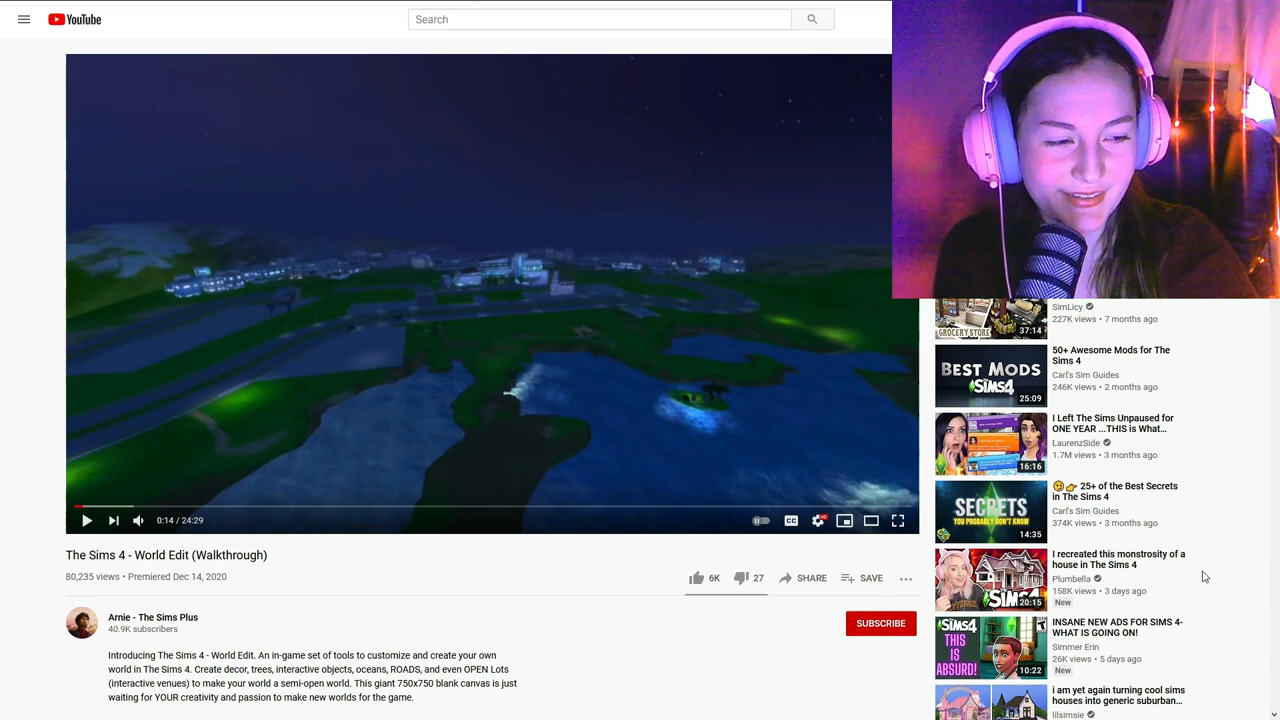 YouTube
Search
0:14 / 24:29
CC
HD
The Sims 4 - World Edit (Walkthrough)
80,235 views • Premiered Dec 14, 2020
6K
27
SHARE
SAVE
Arnie - The Sims Plus
40.9K subscribers
SUBSCRIBE
Introducing The Sims 4 - World Edit. An in-game set of tools to customize and create your own
world in The Sims 4. Create decor, trees, interactive objects, oceans, ROADS, and even OPEN Lots
(interactive venues) to make your world a semi-open world. This giant 750x750 blank canvas is just
waiting for YOUR creativity and passion to make new worlds for the game.
GROCERY STORE
37:14
SimLicy
227K views • 7 months ago
BEST MODS
SIMS4
25:09
50+ Awesome Mods for The
Sims 4
Carl's Sim Guides
246K views • 2 months ago
16:16
I Left The Sims Unpaused for
ONE YEAR ...THIS is What...
LaurenzSide
1.7M views • 3 months ago
SECRETS
YOU PROBABLY DON'T KNOW
14:35
😏👉 25+ of the Best Secrets
in The Sims 4
Carl's Sim Guides
374K views • 3 months ago
20:15
I recreated this monstrosity of a
house in The Sims 4
Plumbella
158K views • 3 days ago
New
SIMS4
THIS
IS
ABSURD!
10:22
INSANE NEW ADS FOR SIMS 4-
WHAT IS GOING ON!
Simmer Erin
26K views • 5 days ago
New
i am yet again turning cool sims
houses into generic suburban...
lilsimsie